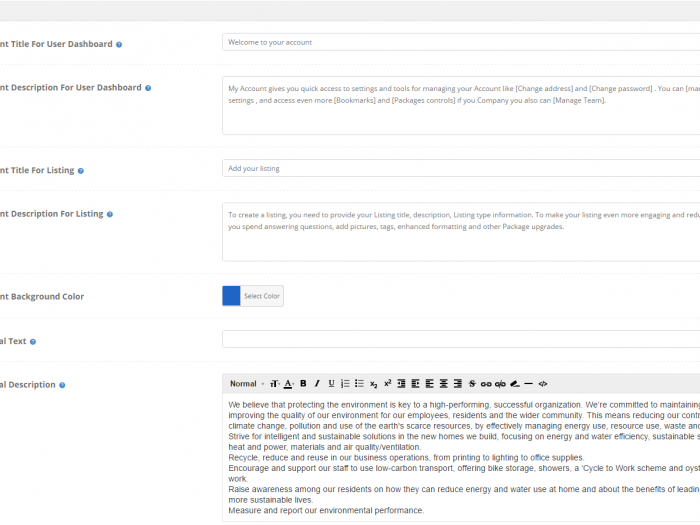 nt Title For User Dashboard
Welcome to your account
nt Description For User Dashboard
My Account gives you quick access to settings and tools for managing your Account like [Change address] and [Change password] . You can [ma
settings , and access even more [Bookmarks] and [Packages controls] if you Company you also can [Manage Team].
nt Title For Listing
Add your listing
nt Description For Listing
To create a listing, you need to provide your Listing title, description, Listing type information. To make your listing even more engaging and redu
you spend answering questions, add pictures, tags, enhanced formatting and other Package upgrades.
nt Background Color
Select Color
al Text
al Description
Normal
We believe that protecting the environment is key to a high-performing, successful organization. We're committed to maintaining
improving the quality of our environment for our employees, residents and the wider community. This means reducing our contr
climate change, pollution and use of the earth's scarce resources, by effectively managing energy use, resource use, waste and
Strive for intelligent and sustainable solutions in the new homes we build, focusing on energy and water efficiency, sustainable s
heat and power, materials and air quality/ventilation.
Recycle, reduce and reuse in our business operations, from printing to lighting to office supplies.
Encourage and support our staff to use low-carbon transport, offering bike storage, showers, a 'Cycle to Work scheme and oyst
work.
Raise awareness among our residents on how they can reduce energy and water use at home and about the benefits of leadin
more sustainable lives.
Measure and report our environmental performance.